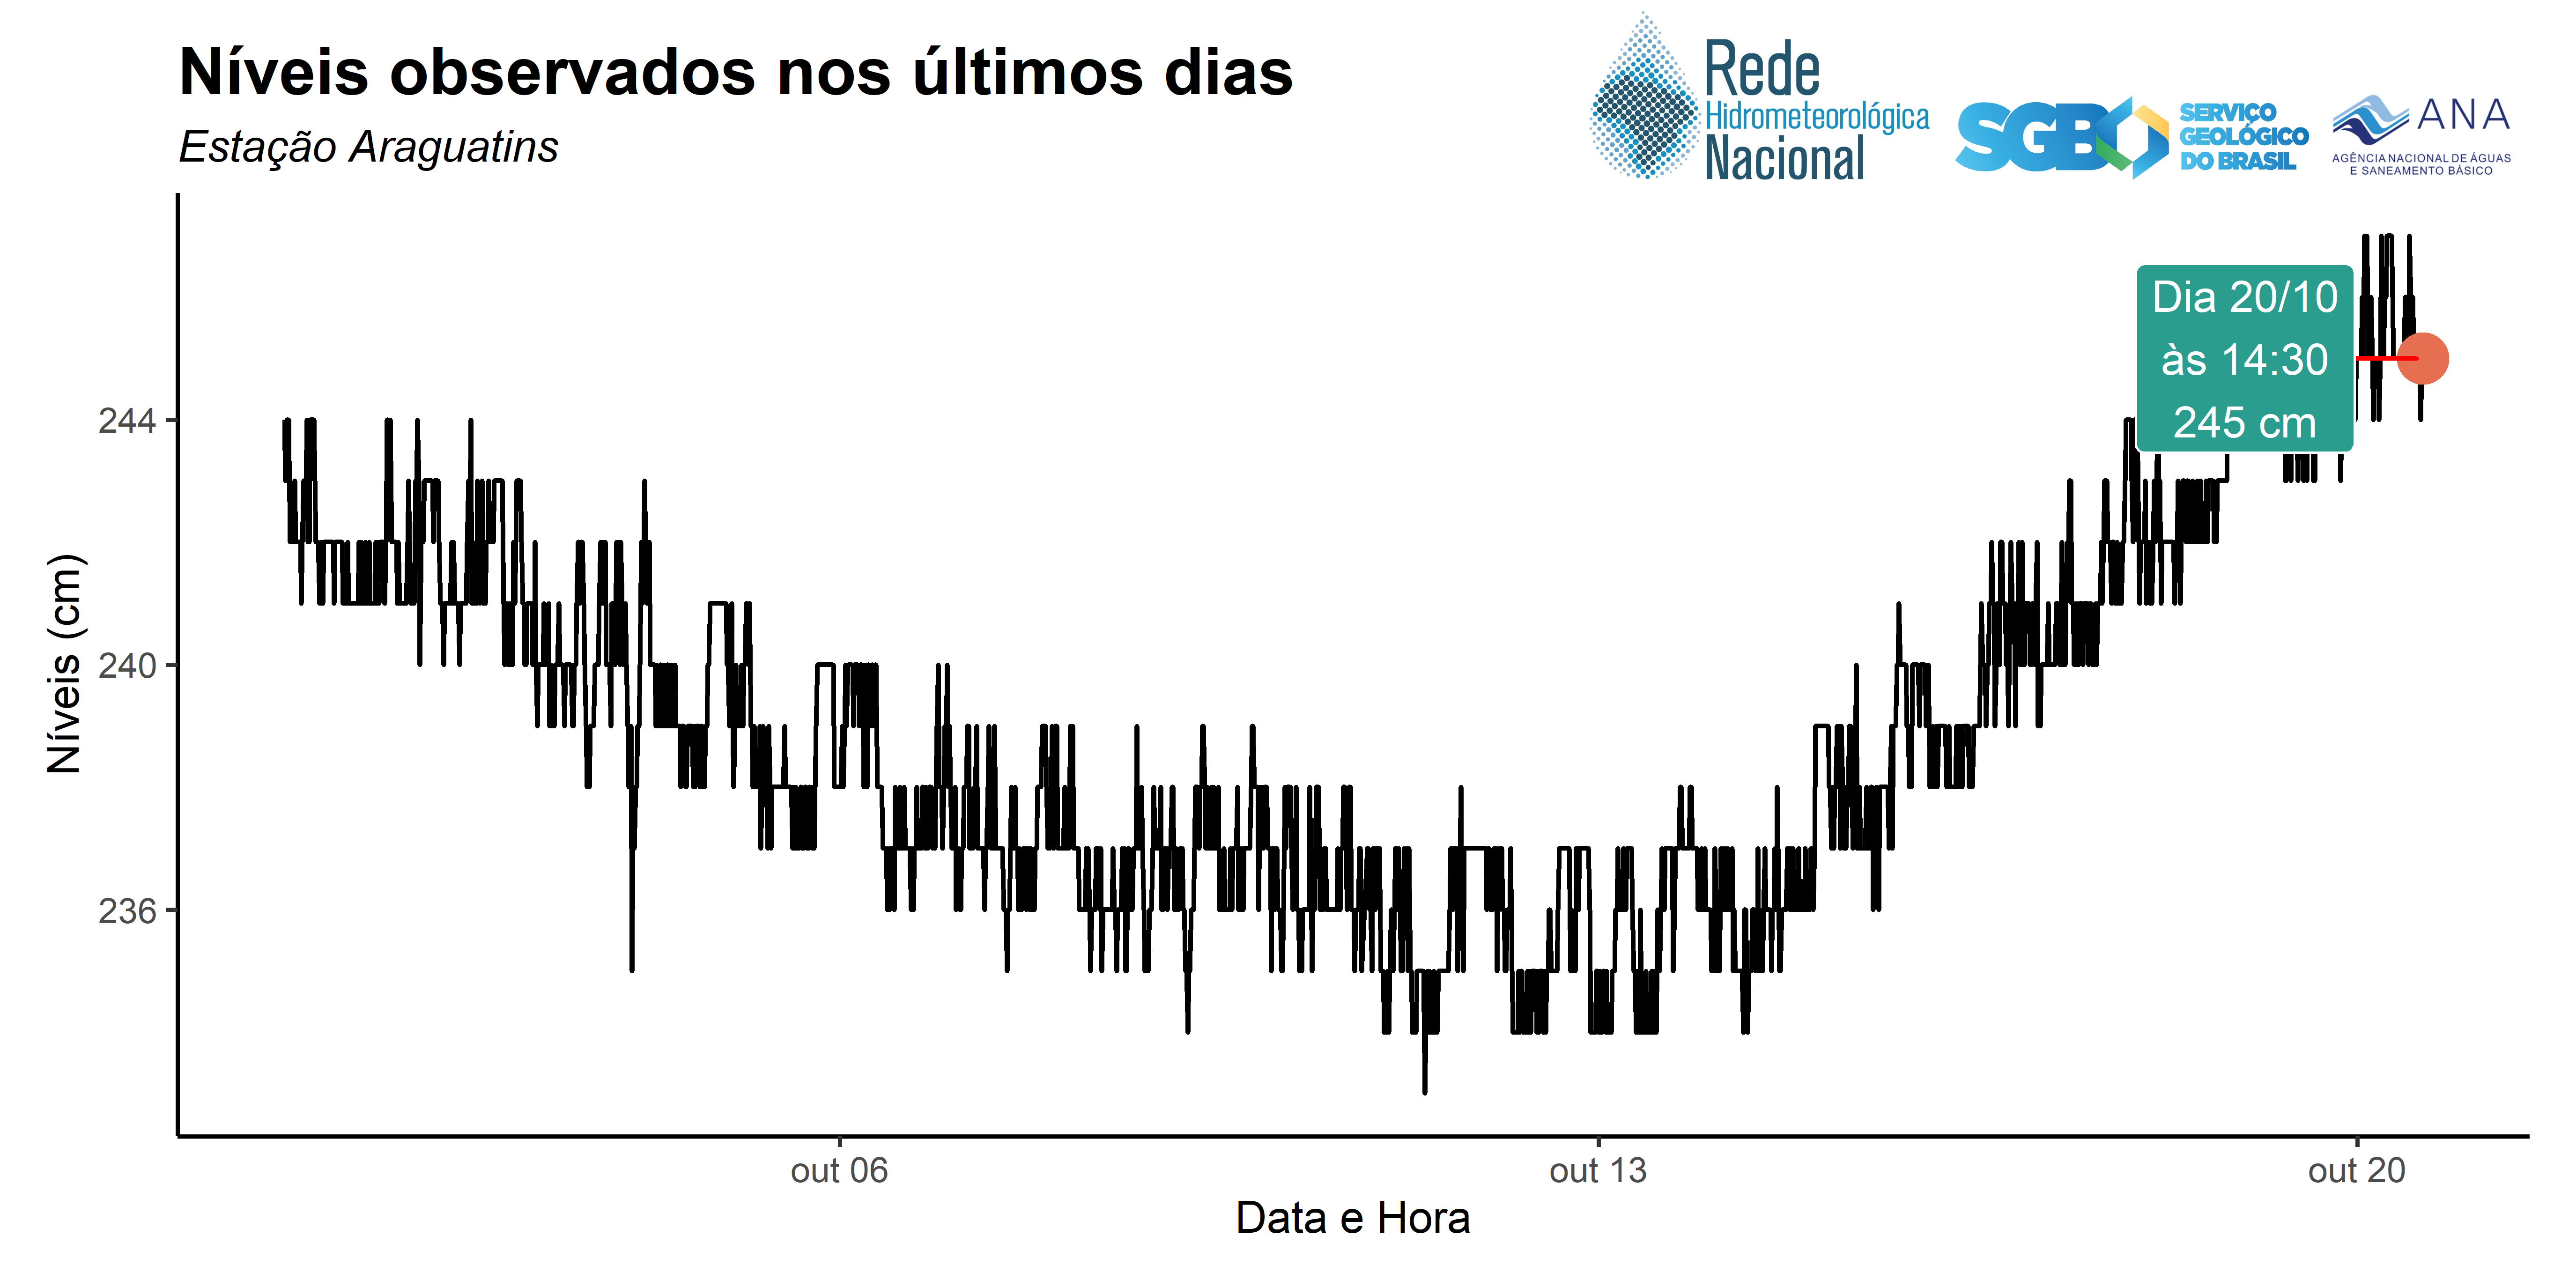 Níveis observados nos últimos dias
Estação Araguatins
Rede
Hidrometeorológica
Nacional
SGB
SERVIÇO
GEOLÓGICO
DO BRASIL
ANA
AGÊNCIA NACIONAL DE ÁGUAS
E SANEAMENTO BÁSICO
Dia 20/10
às 14:30
245 cm
Níveis (cm)
244
240
236
out 06
out 13
out 20
Data e Hora